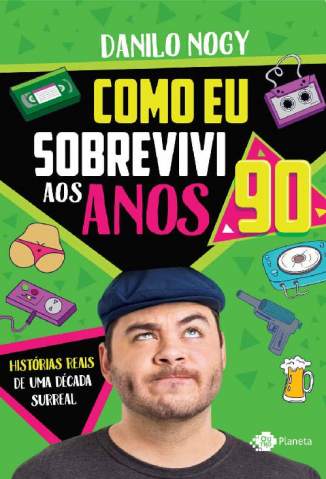 DANILO NOGY
COMO EU
SOBREVIVI
AOS ANOS 90
HISTÓRIAS REAIS
DE UMA DÉCADA
SURREAL
Planeta